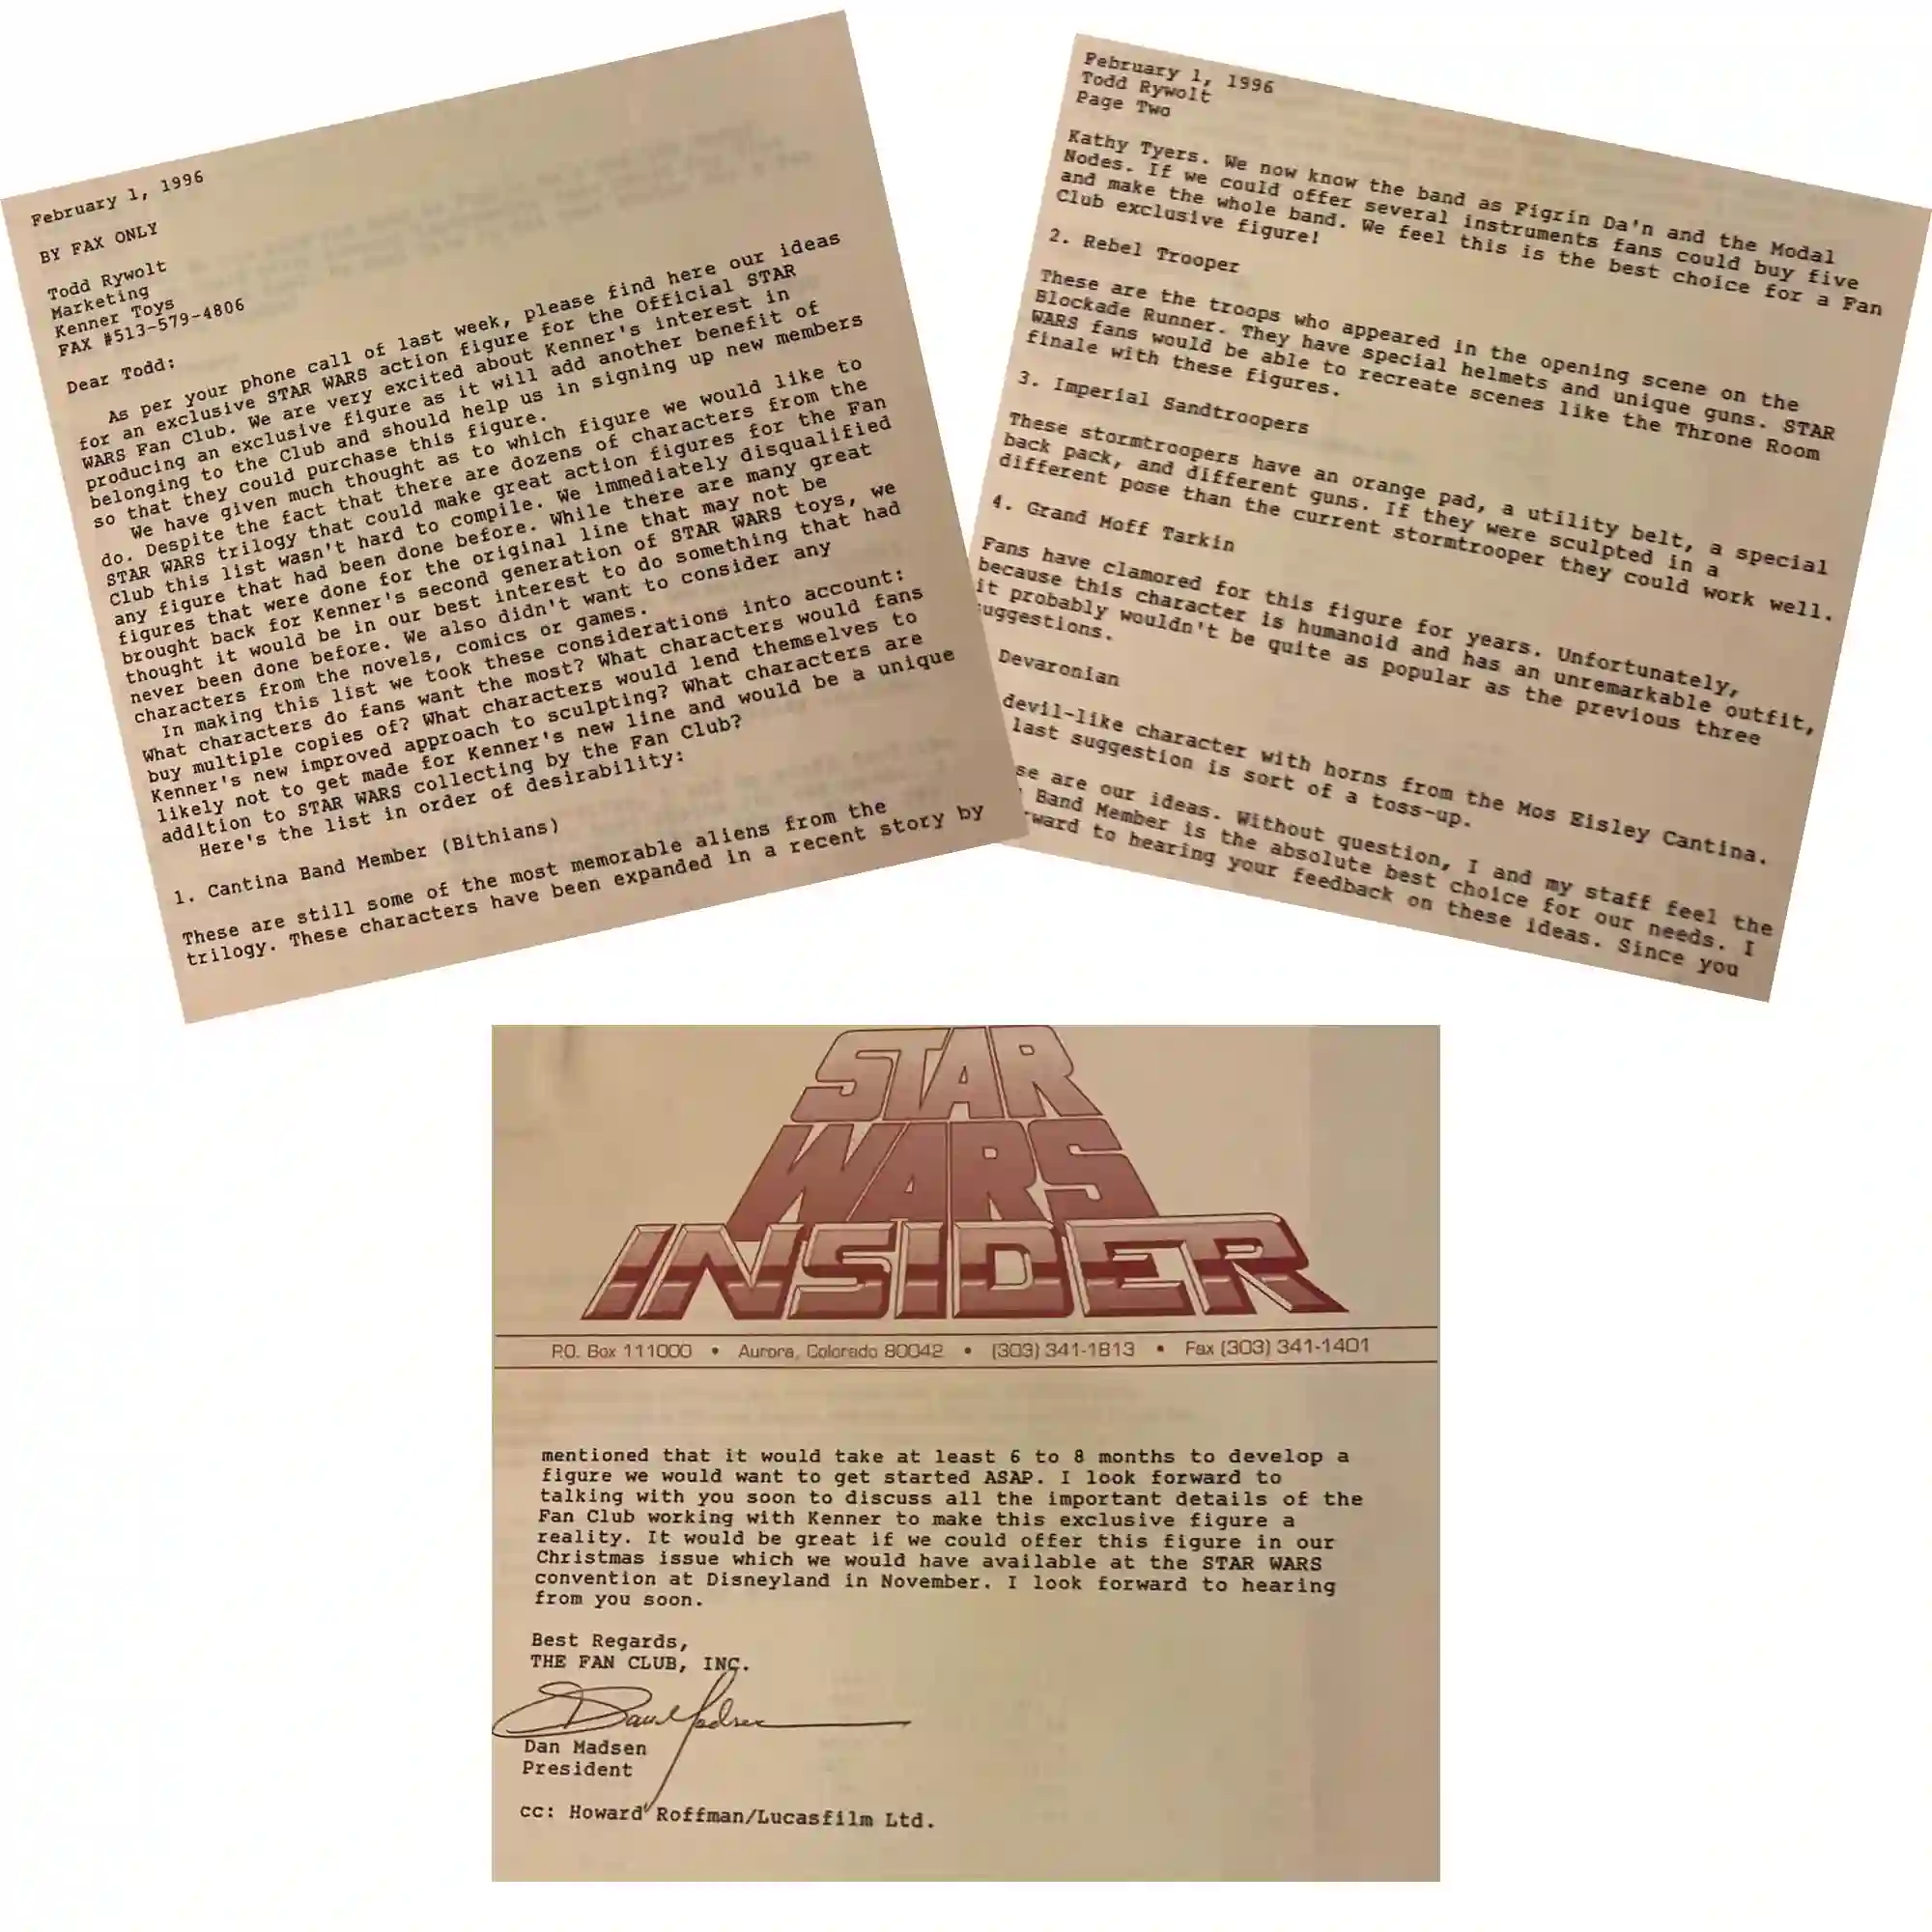 February 1, 1996
BY FAX ONLY
Todd Rywolt
Marketing
Kenner Toys
FAX #513-579-4806
Dear Todd:
As per your phone call of last week, please find here our ideas
for an exclusive STAR WARS action figure for the Official STAR
WARS Fan Club. We are very excited about Kenner's interest in
producing an exclusive figure as it will add another benefit of
belonging to the Club and should help us in signing up new members
so that they could purchase this figure.
We have given much thought as to which figure we would like to
do. Despite the fact that there are dozens of characters from the
STAR WARS trilogy that could make great action figures for the Fan
Club this list wasn't hard to compile. We immediately disqualified
any figure that had been done before. While there are many great
figures that were done for the original line that may not be
brought back for Kenner's second generation of STAR WARS toys, we
thought it would be in our best interest to do something that had
never been done before. We also didn't want to consider any
characters from the novels, comics or games.
In making this list we took these considerations into account:
What characters do fans want the most? What characters would fans
buy multiple copies of? What characters would lend themselves to
Kenner's new improved approach to sculpting? What characters are
likely not to get made for Kenner's new line and would be a unique
addition to STAR WARS collecting by the Fan Club?
Here's the list in order of desirability:
1. Cantina Band Member (Bithians)
These are still some of the most memorable aliens from the
trilogy. These characters have been expanded in a recent story by
February 1, 1996
Todd Rywolt
Page Two
Kathy Tyers. We now know the band as Figrin Da'n and the Modal
Nodes. If we could offer several instruments fans could buy five
and make the whole band. We feel this is the best choice for a Fan
Club exclusive figure!
2. Rebel Trooper
These are the troops who appeared in the opening scene on the
Blockade Runner. They have special helmets and unique guns. STAR
WARS fans would be able to recreate scenes like the Throne Room
finale with these figures.
3. Imperial Sandtroopers
These stormtroopers have an orange pad, a utility belt, a special
back pack, and different guns. If they were sculpted in a
different pose than the current stormtrooper they could work well.
4. Grand Moff Tarkin
Fans have clamored for this figure for years. Unfortunately,
because this character is humanoid and has an unremarkable outfit,
it probably wouldn't be quite as popular as the previous three
uggestions.
Devaronian
devil-like character with horns from the Mos Eisley Cantina.
last suggestion is sort of a toss-up.
se are our ideas. Without question, I and my staff feel the
Band Member is the absolute best choice for our needs. I
ward to hearing your feedback on these ideas. Since you
STAR
WARS
INSIDER
P.O. Box 111000 • Aurora, Colorado 80042 • (303) 341-1813 • Fax (303) 341-1401
mentioned that it would take at least 6 to 8 months to develop a
figure we would want to get started ASAP. I look forward to
talking with you soon to discuss all the important details of the
Fan Club working with Kenner to make this exclusive figure a
reality. It would be great if we could offer this figure in our
Christmas issue which we would have available at the STAR WARS
convention at Disneyland in November. I look forward to hearing
from you soon.
Best Regards,
THE FAN CLUB, INC.
Dan Madsen
Dan Madsen
President
cc: Howard Roffman/Lucasfilm Ltd.